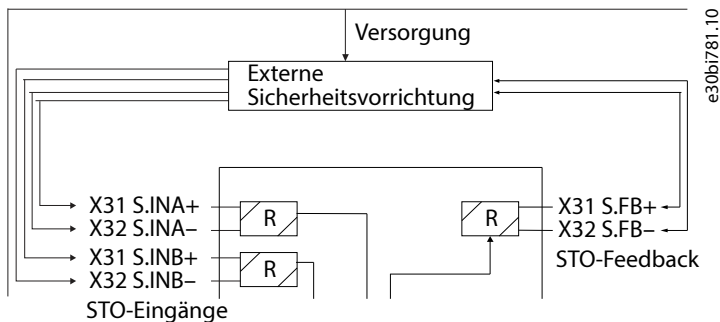 Versorgung
e30bi781.10
Externe
Sicherheitsvorrichtung
X31 S.INA+
X32 S.INA–
X31 S.INB+
X32 S.INB–
STO-Eingänge
R
R
R
X31 S.FB+
X32 S.FB–
STO-Feedback